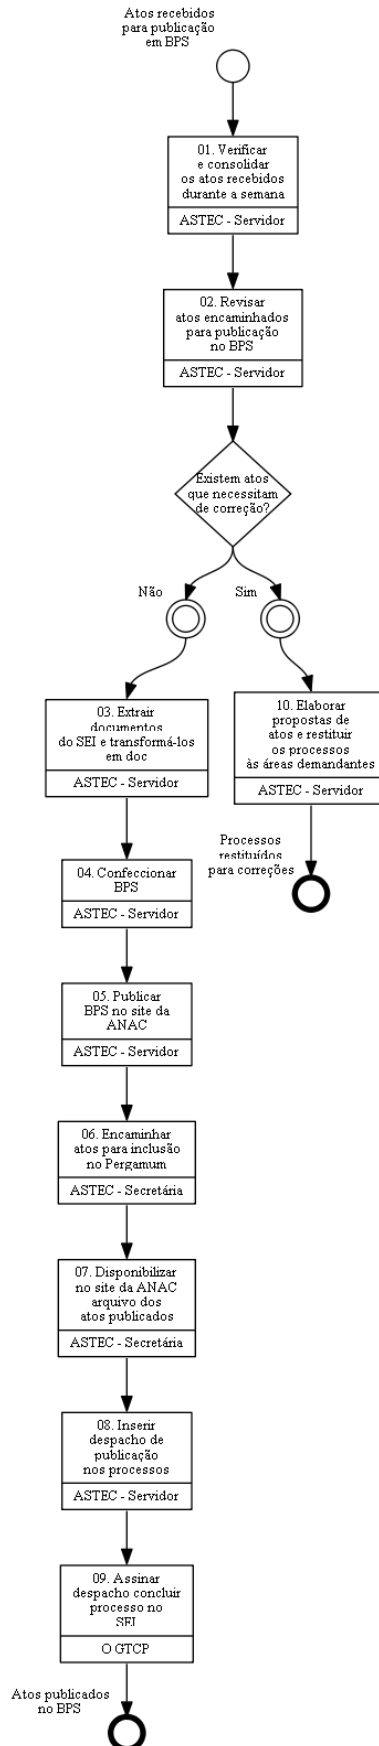 Atos recebidos
para publicação
em BPS
01. Verificar
e consolidar
os atos recebidos
durante a semana
ASTEC - Servidor
02. Revisar
atos encaminhados
para publicação
no BPS
ASTEC - Servidor
Existem atos
que necessitam
de correção?
Não
Sim
03. Extrair
documentos
do SEI e transformá-los
em doc
ASTEC - Servidor
10. Elaborar
propostas de
atos e restituir
os processos
às áreas demandantes
ASTEC - Servidor
Processos
restituídos
para correções
04. Confeccionar
BPS
ASTEC - Servidor
05. Publicar
BPS no site da
ANAC
ASTEC - Servidor
06. Encaminhar
atos para inclusão
no Pergamum
ASTEC - Secretária
07. Disponibilizar
no site da ANAC
arquivo dos
atos publicados
ASTEC - Secretária
08. Inserir
despacho de
publicação
nos processos
ASTEC - Servidor
09. Assinar
despacho concluir
processo no
SEI
O GTCP
Atos publicados
no BPS